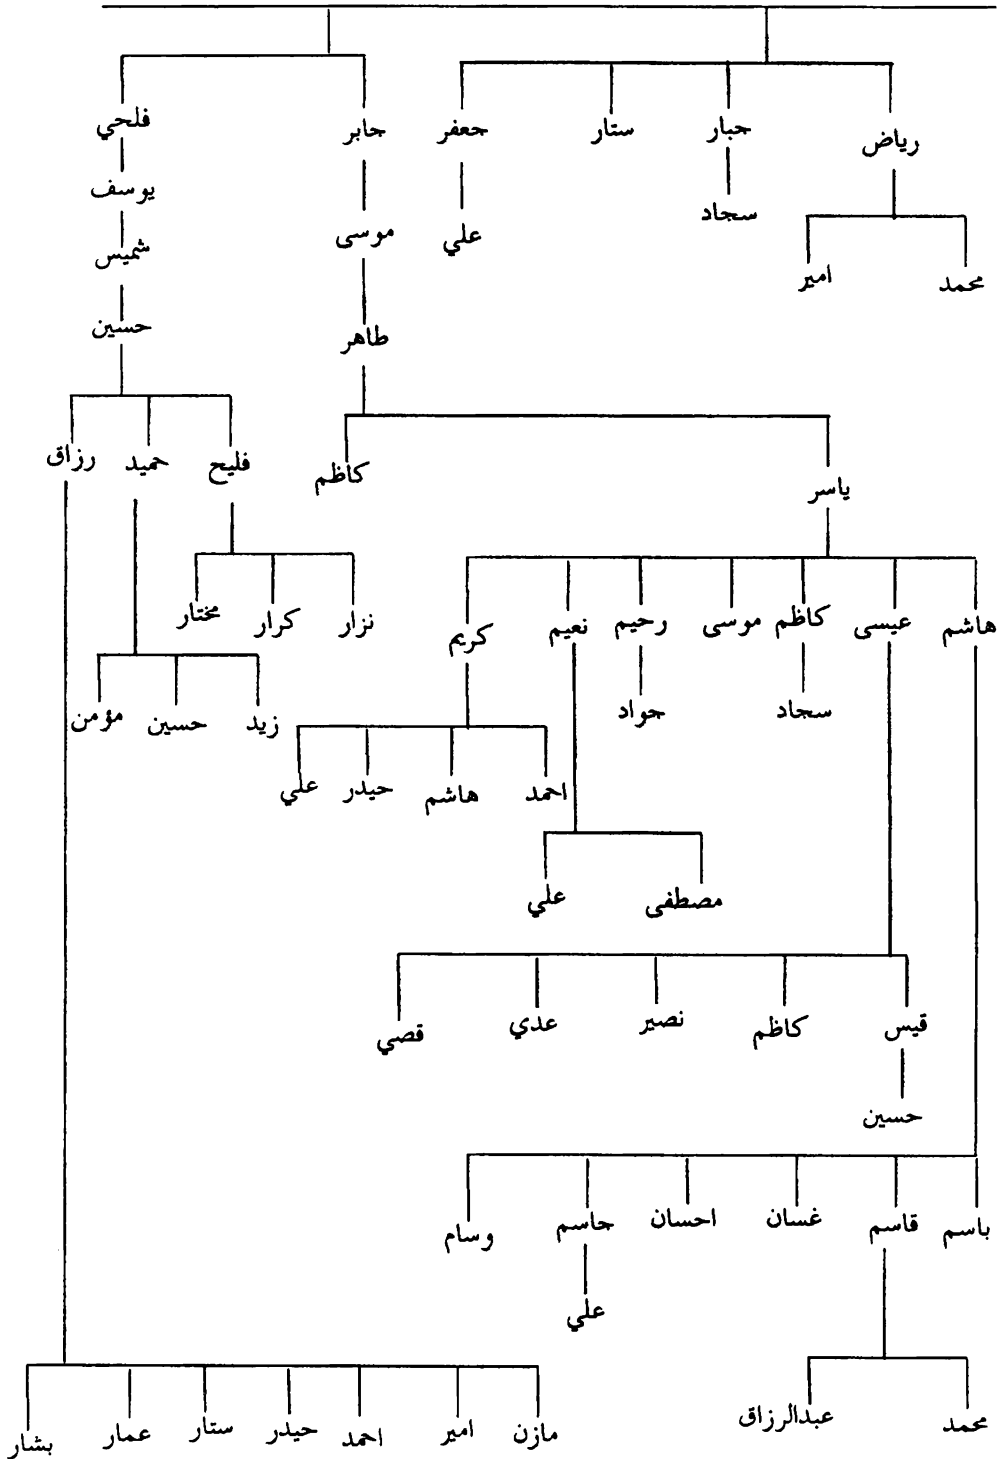 رياض جبار ستار جعفر جابر فلحي
يوسف
سجاد
علي موسى شميس
محمد امير
طاهر حسين
ياسر كاظم فليح حميد رزاق
هاشم عيسى كاظم موسى رحيم نعيم كريم نزار كرار مختار
سجاد جواد زيد حسين مؤمن
احمد هاشم حيدر علي
مصطفى علي
قيس كاظم نصير عدي قصي
حسين
باسم قاسم غسان احسان جاسم وسام
علي
محمد عبدالرزاق مازن امير احمد حيدر ستار عمار بشار